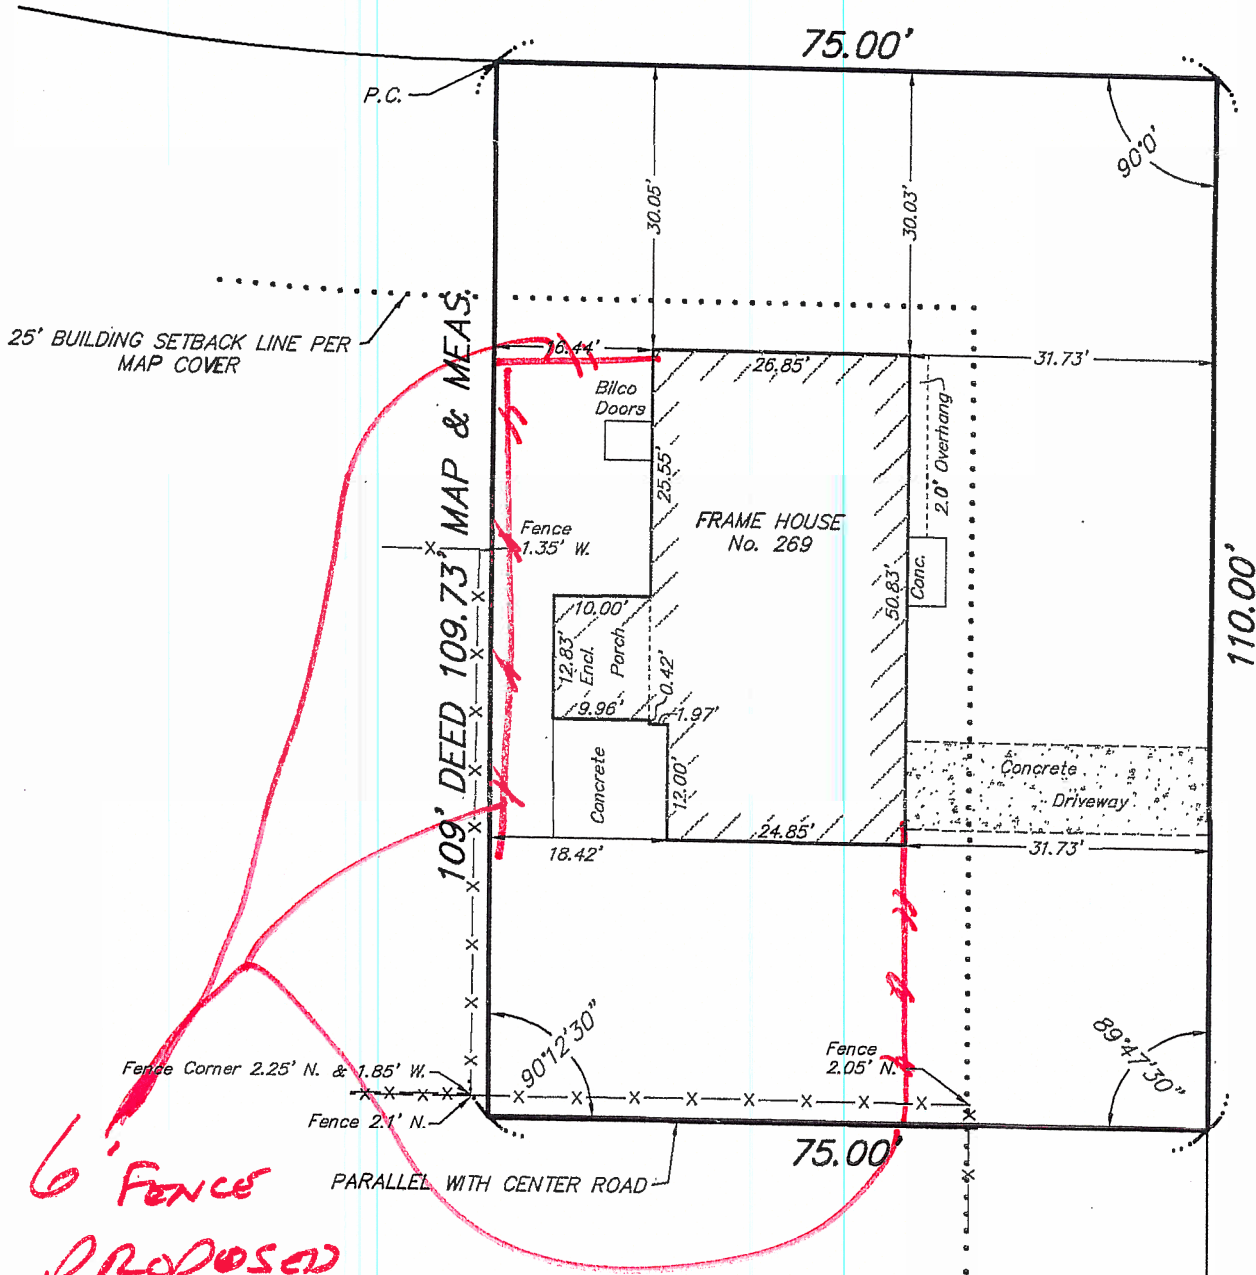 75.00'
P.C.
90°0'
30.05'
30.03'
25' BUILDING SETBACK LINE PER
MAP COVER
109' DEED 109.73' MAP & MEAS.
16.44'
26.85'
31.73'
Bilco
Doors
25.55'
2.0' Overhang
FRAME HOUSE
No. 269
Fence
1.35' W.
50.83'
Conc.
110.00'
10.00'
12.83'
Encl.
Porch
0.42'
9.96'
1.97'
Concrete
12.00'
Concrete
Driveway
18.42'
24.85'
31.73'
90°12'30"
89°47'30"
Fence
2.05' N.
Fence Corner 2.25' N. & 1.85' W.
Fence 2.1' N.
75.00'
PARALLEL WITH CENTER ROAD
6' FENCE
PROPOSED